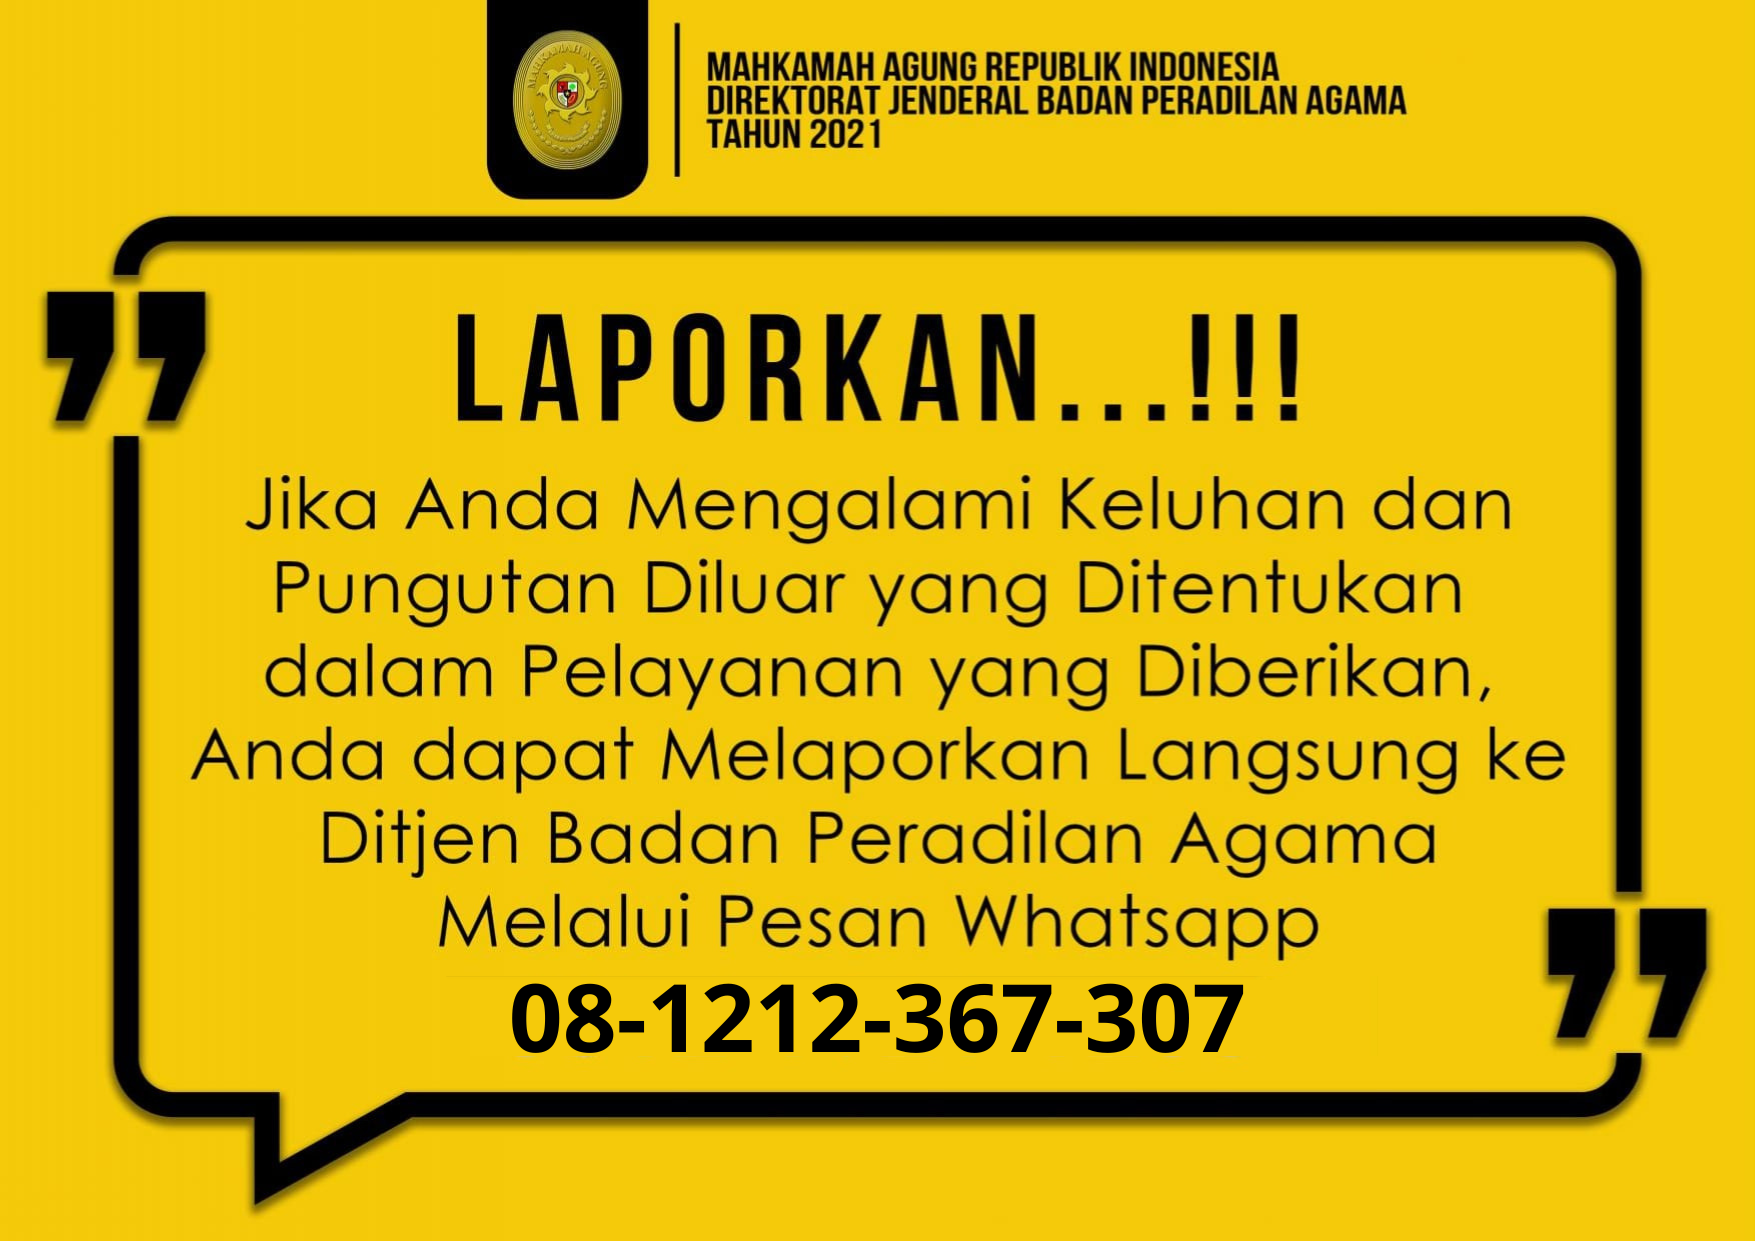 MAHKAMAH AGUNG
MAHKAMAH AGUNG REPUBLIK INDONESIA
DIREKTORAT JENDERAL BADAN PERADILAN AGAMA
TAHUN 2021
LAPORKAN...!!!
Jika Anda Mengalami Keluhan dan
Pungutan Diluar yang Ditentukan
dalam Pelayanan yang Diberikan,
Anda dapat Melaporkan Langsung ke
Ditjen Badan Peradilan Agama
Melalui Pesan Whatsapp
08-1212-367-307